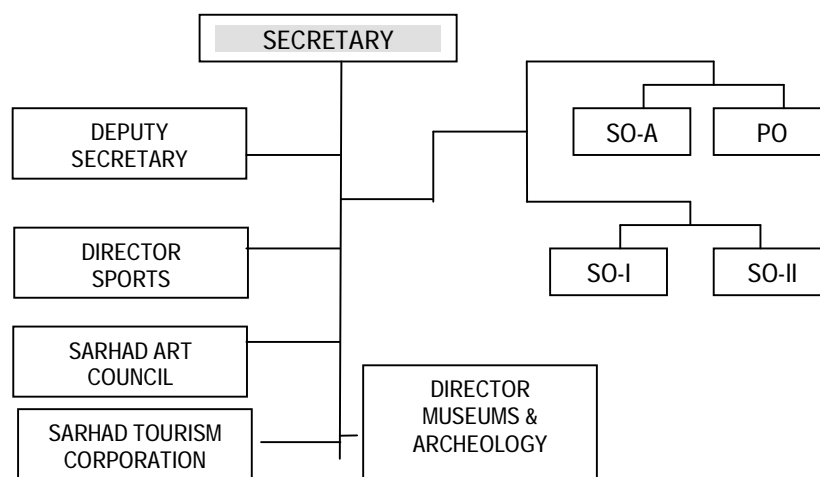 SECRETARY
DEPUTY
SECRETARY
SO-A
PO
DIRECTOR
SPORTS
SO-I
SO-II
SARHAD ART
COUNCIL
DIRECTOR
MUSEUMS &
ARCHEOLOGY
SARHAD TOURISM
CORPORATION